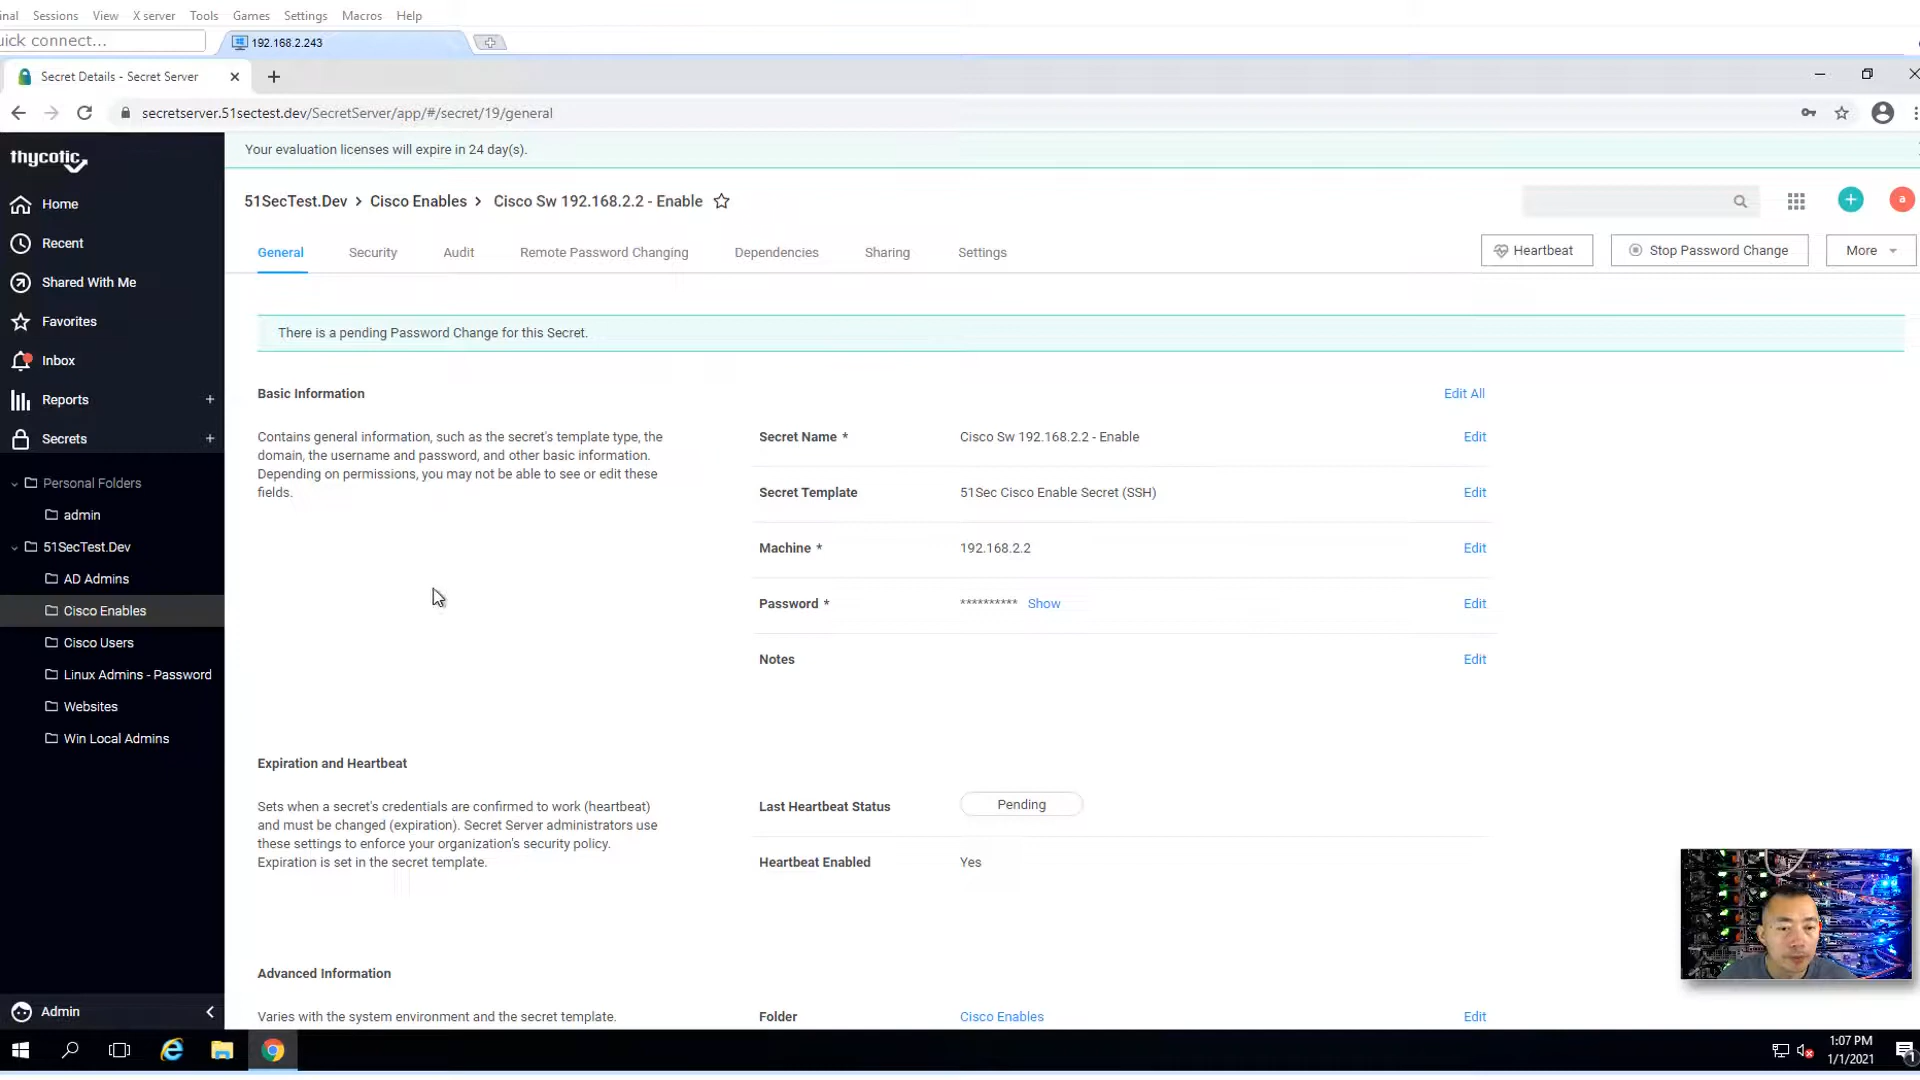 Sessions View X server Tools Games Settings Macros Help
192.168.2.243
Secret Details - Secret Server
secretserver.51sectest.dev/SecretServer/app/#/secret/19/general
thycotic
Your evaluation licenses will expire in 24 day(s).
51SecTest.Dev > Cisco Enables > Cisco Sw 192.168.2.2 - Enable
a
General Security Audit Remote Password Changing Dependencies Sharing Settings
Heartbeat Stop Password Change More
Home
Recent
Shared With Me
Favorites
Inbox
Reports +
Secrets +
Personal Folders
admin
51SecTest.Dev
AD Admins
Cisco Enables
Cisco Users
Linux Admins - Password
Websites
Win Local Admins
Admin
There is a pending Password Change for this Secret.
Basic Information
Edit All
Contains general information, such as the secret's template type, the
domain, the username and password, and other basic information.
Depending on permissions, you may not be able to see or edit these
fields.
Secret Name * Cisco Sw 192.168.2.2 - Enable Edit
Secret Template 51Sec Cisco Enable Secret (SSH) Edit
Machine * 192.168.2.2 Edit
Password * ********** Show Edit
Notes Edit
Expiration and Heartbeat
Sets when a secret's credentials are confirmed to work (heartbeat)
and must be changed (expiration). Secret Server administrators use
these settings to enforce your organization's security policy.
Expiration is set in the secret template.
Last Heartbeat Status Pending
Heartbeat Enabled Yes
Advanced Information
Varies with the system environment and the secret template.
Folder Cisco Enables Edit
1:07 PM
1/1/2021
1